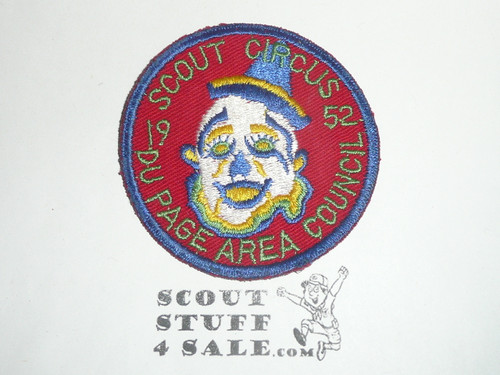 SCOUT CIRCUS
19 52
DU PAGE AREA COUNCIL
SCOUT
STUFF
4 SALE.COM